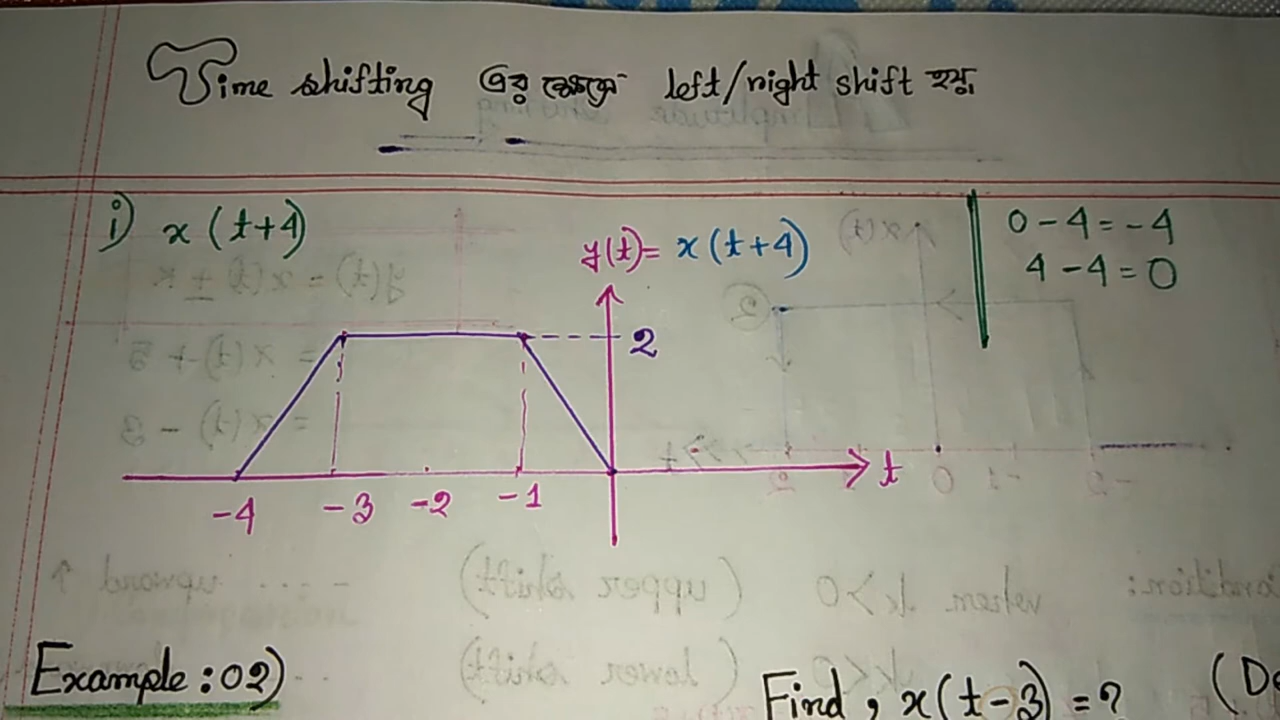 Time shifting এর ক্ষেত্রে left/right shift হয়
i) x(t+4)
y(t)= x(t+4)
0-4=-4
4-4=0
2
t
-4 -3 -2 -1
Example:02)
Find, x(t-3)=?
(De